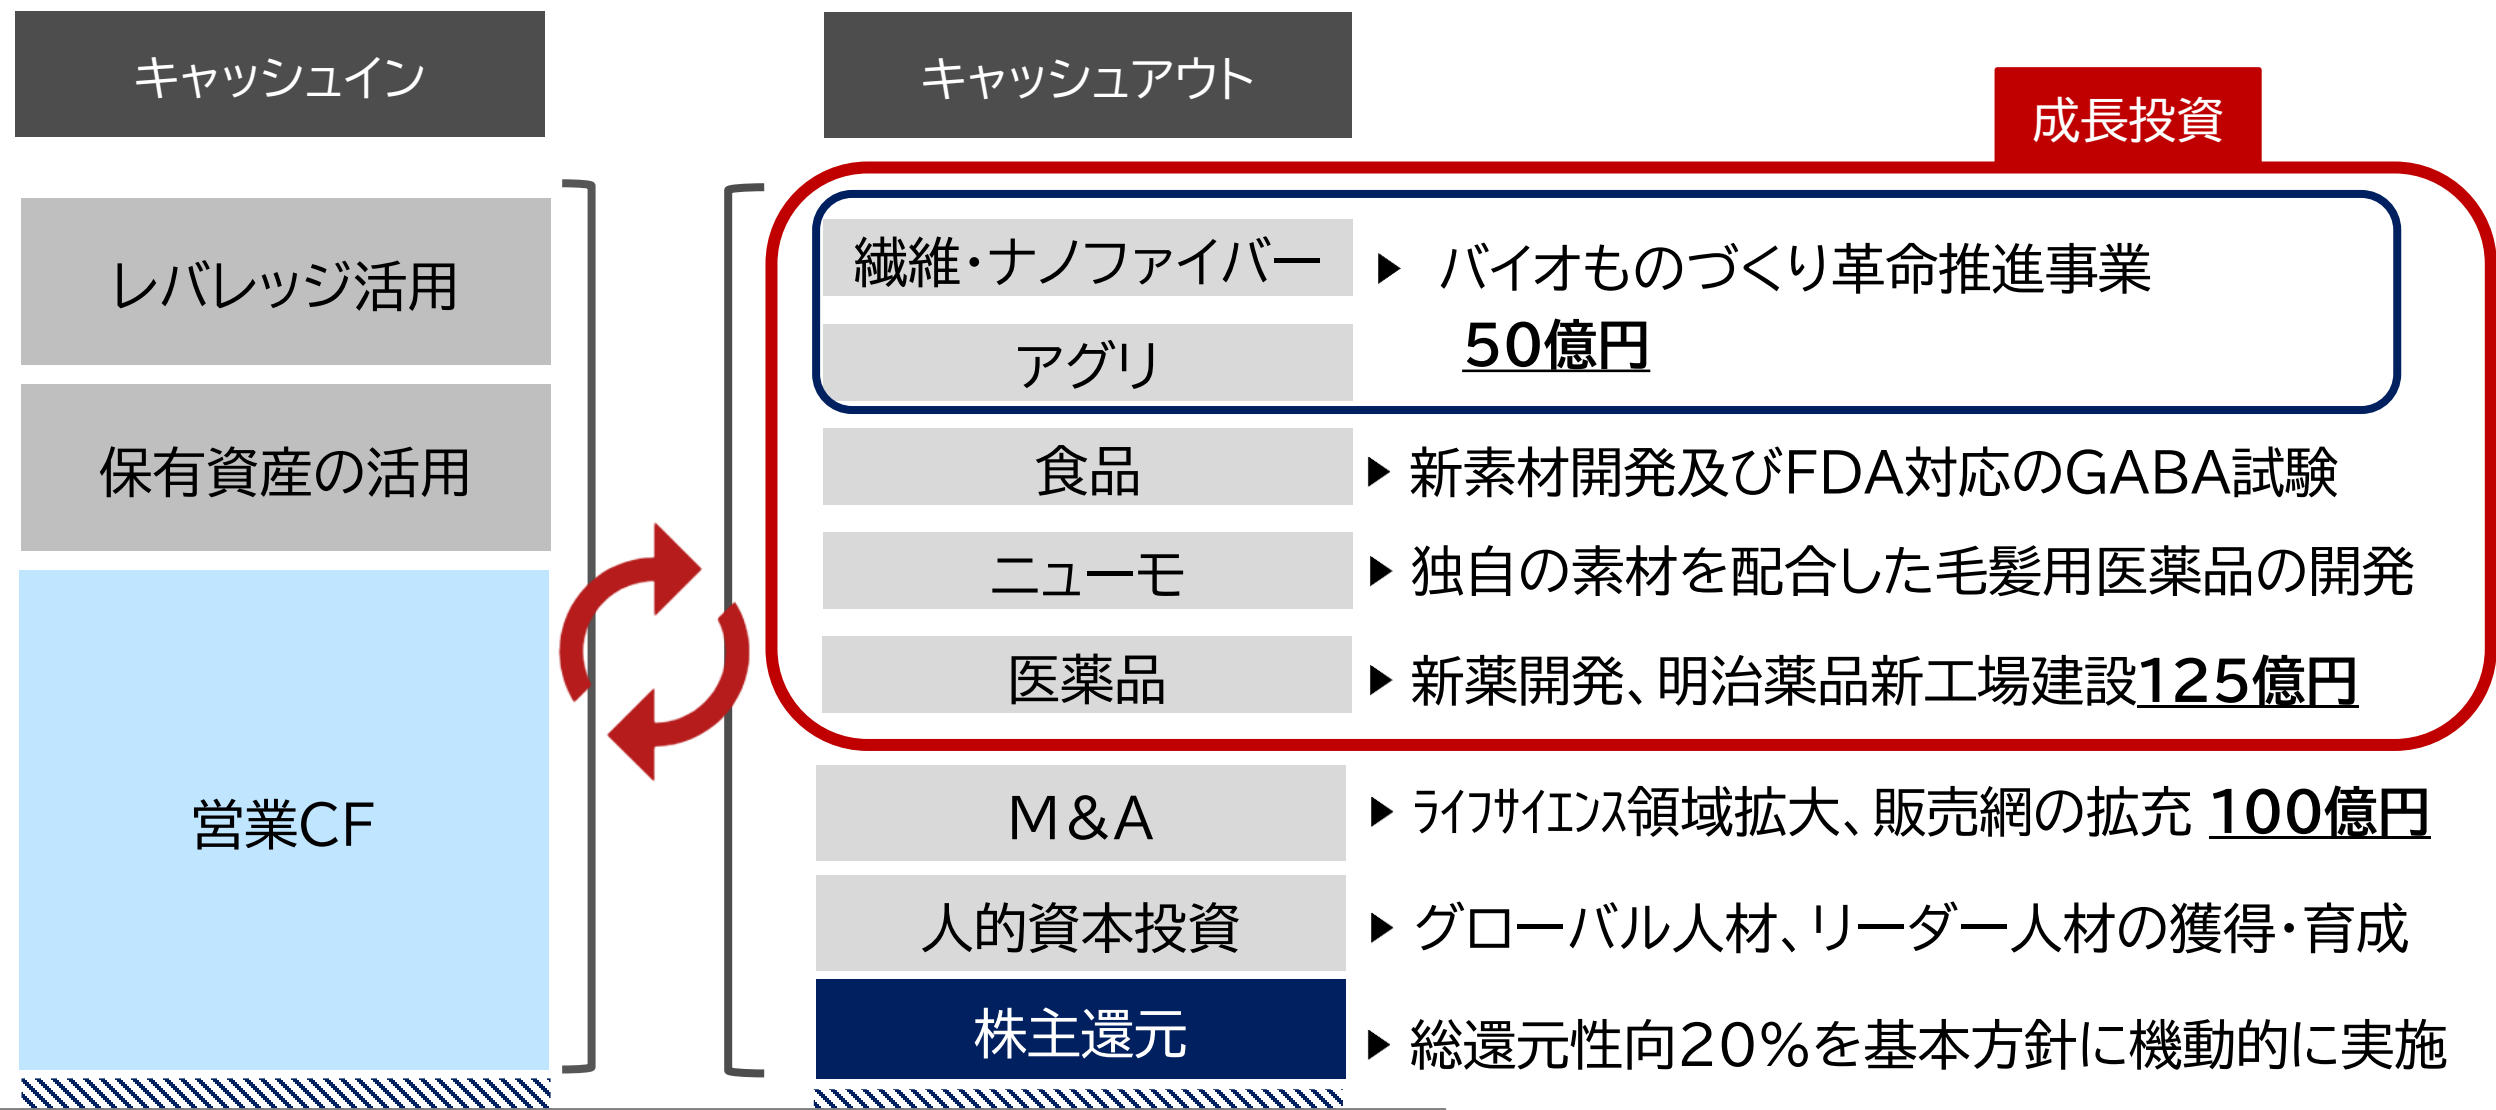 キャッシュイン
キャッシュアウト
成長投資
レバレッジ活用
保有資産の活用
営業CF
繊維・ナノファイバー
▶ バイオものづくり革命推進事業
50億円
アグリ
食品
▶ 新素材開発及びFDA対応のGABA試験
ニューモ
▶ 独自の素材を配合した毛髪用医薬品の開発
医薬品
▶ 新薬開発、明治薬品新工場建設125億円
M&A
▶ ライフサイエンス領域拡大、販売網の拡充 100億円
人的資本投資
▶ グローバル人材、リーダー人材の獲得・育成
株主還元
▶ 総還元性向20％を基本方針に継続的に実施